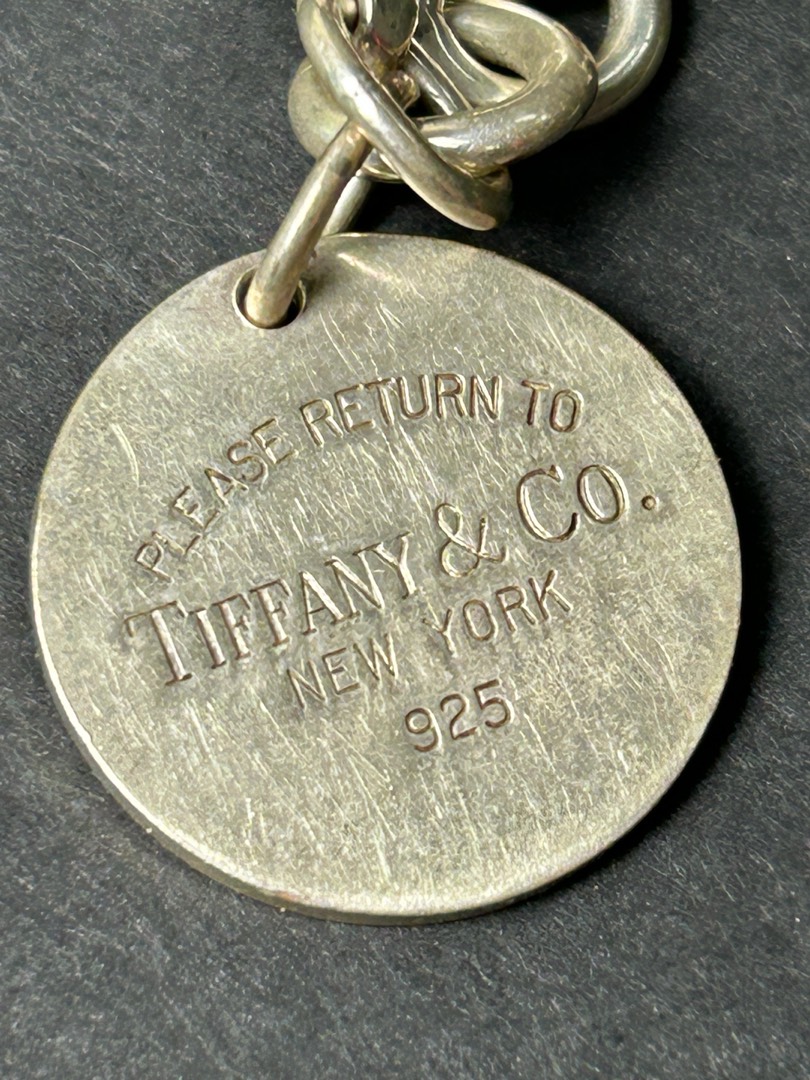 PLEASE RETURN TO
TIFFANY & CO.
NEW YORK
925